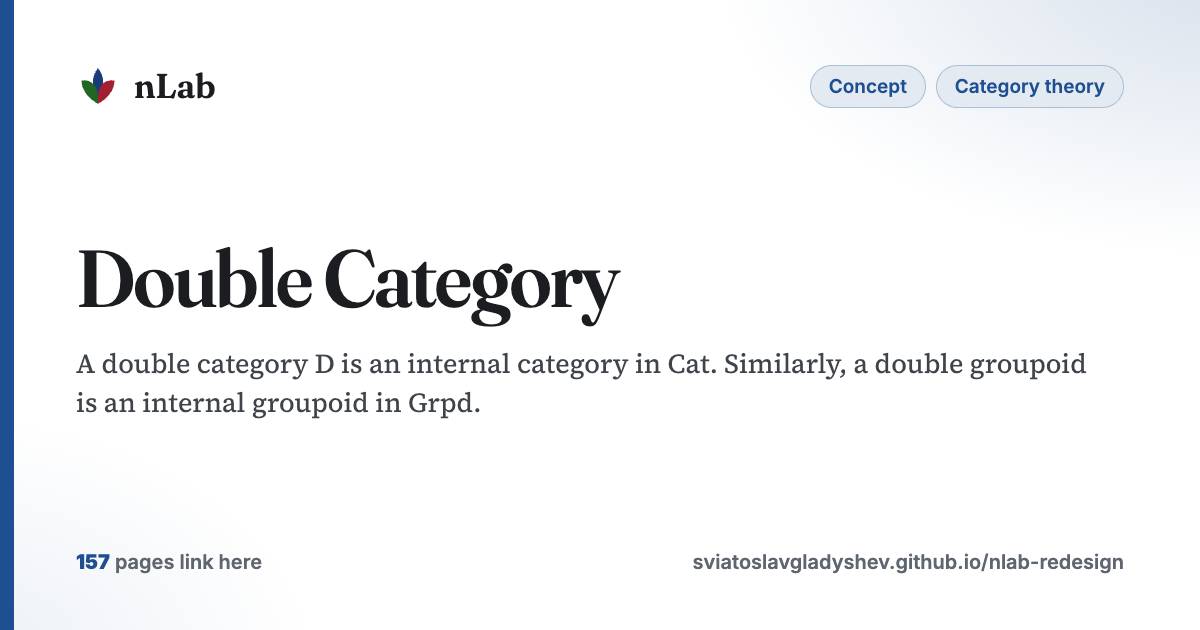 nLab
Concept
Category theory
Double Category
A double category D is an internal category in Cat. Similarly, a double groupoid
is an internal groupoid in Grpd.
157 pages link here
sviatoslavgladyshev.github.io/nlab-redesign